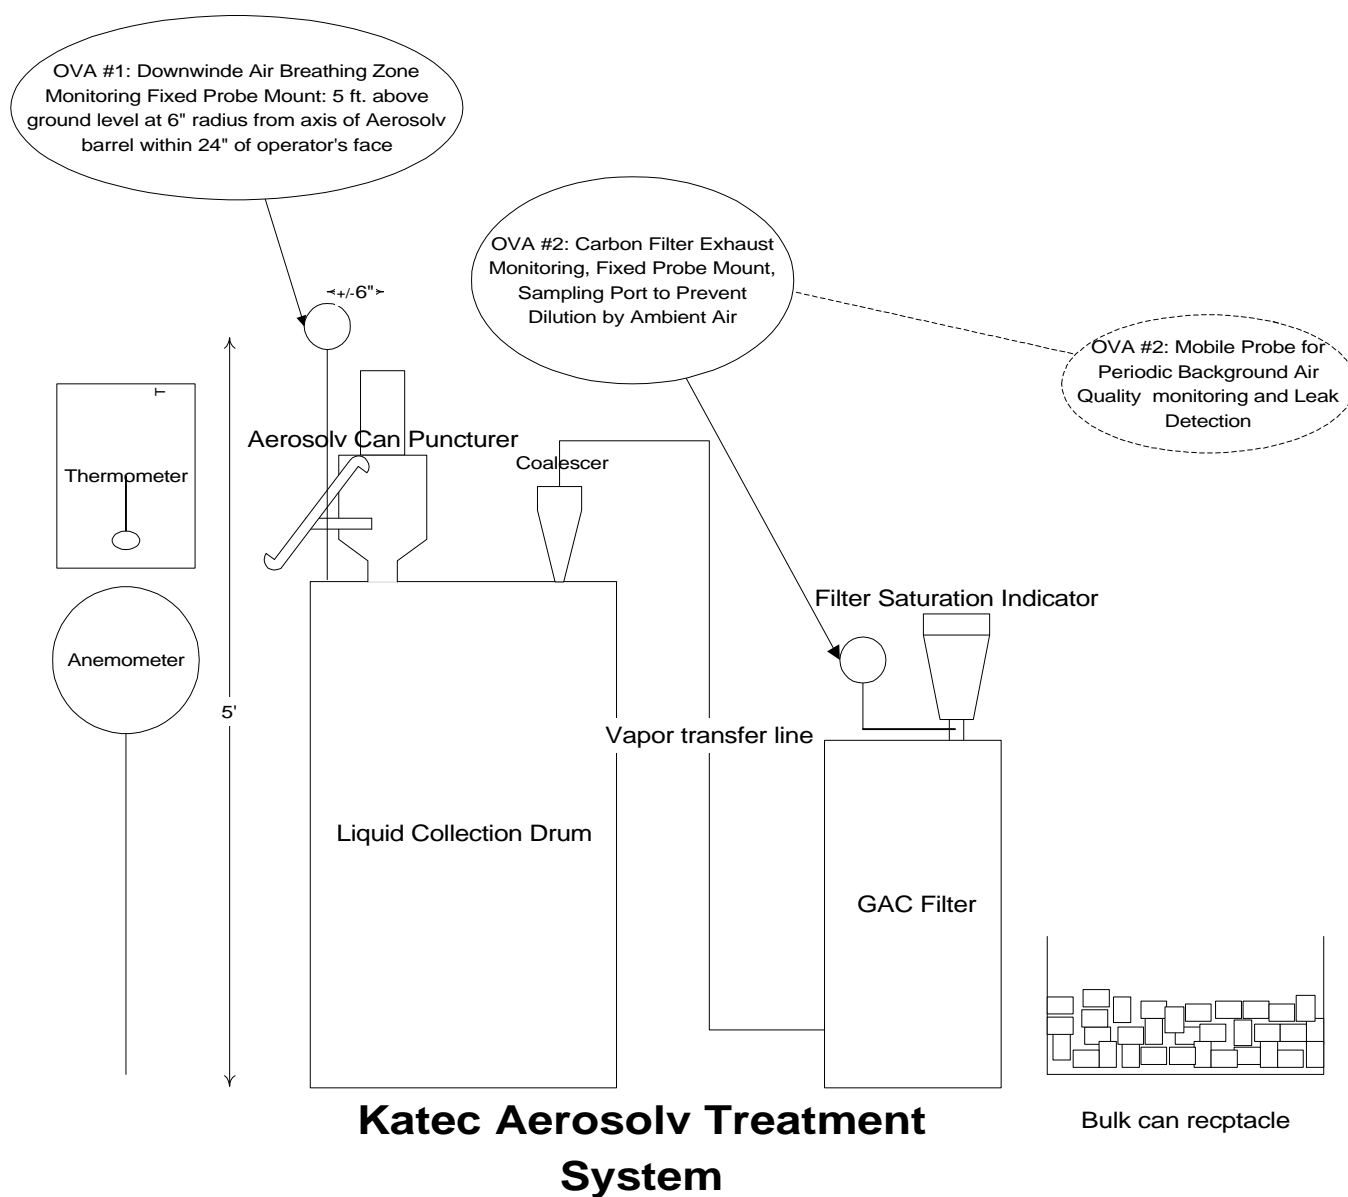 OVA #1: Downwinde Air Breathing Zone
Monitoring Fixed Probe Mount: 5 ft. above
ground level at 6" radius from axis of Aerosolv
barrel within 24" of operator's face
OVA #2: Carbon Filter Exhaust
Monitoring, Fixed Probe Mount,
Sampling Port to Prevent
Dilution by Ambient Air
+/-6"
OVA #2: Mobile Probe for
Periodic Background Air
Quality monitoring and Leak
Detection
T
Aerosolv Can Puncturer
Coalescer
Thermometer
Filter Saturation Indicator
Anemometer
5'
Vapor transfer line
Liquid Collection Drum
GAC Filter
Katec Aerosolv Treatment
System
Bulk can recptacle